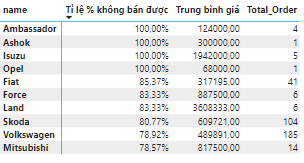 name Tỉ lệ % không bán được Trung bình giá Total_Order
Ambassador 100,00% 124000,00 4
Ashok 100,00% 300000,00 1
Isuzu 100,00% 1942000,00 5
Opel 100,00% 68000,00 1
Fiat 85,37% 317195,00 41
Force 83,33% 887500,00 6
Land 83,33% 3608333,00 6
Skoda 80,77% 609721,00 104
Volkswagen 78,92% 489891,00 185
Mitsubishi 78,57% 817500,00 14